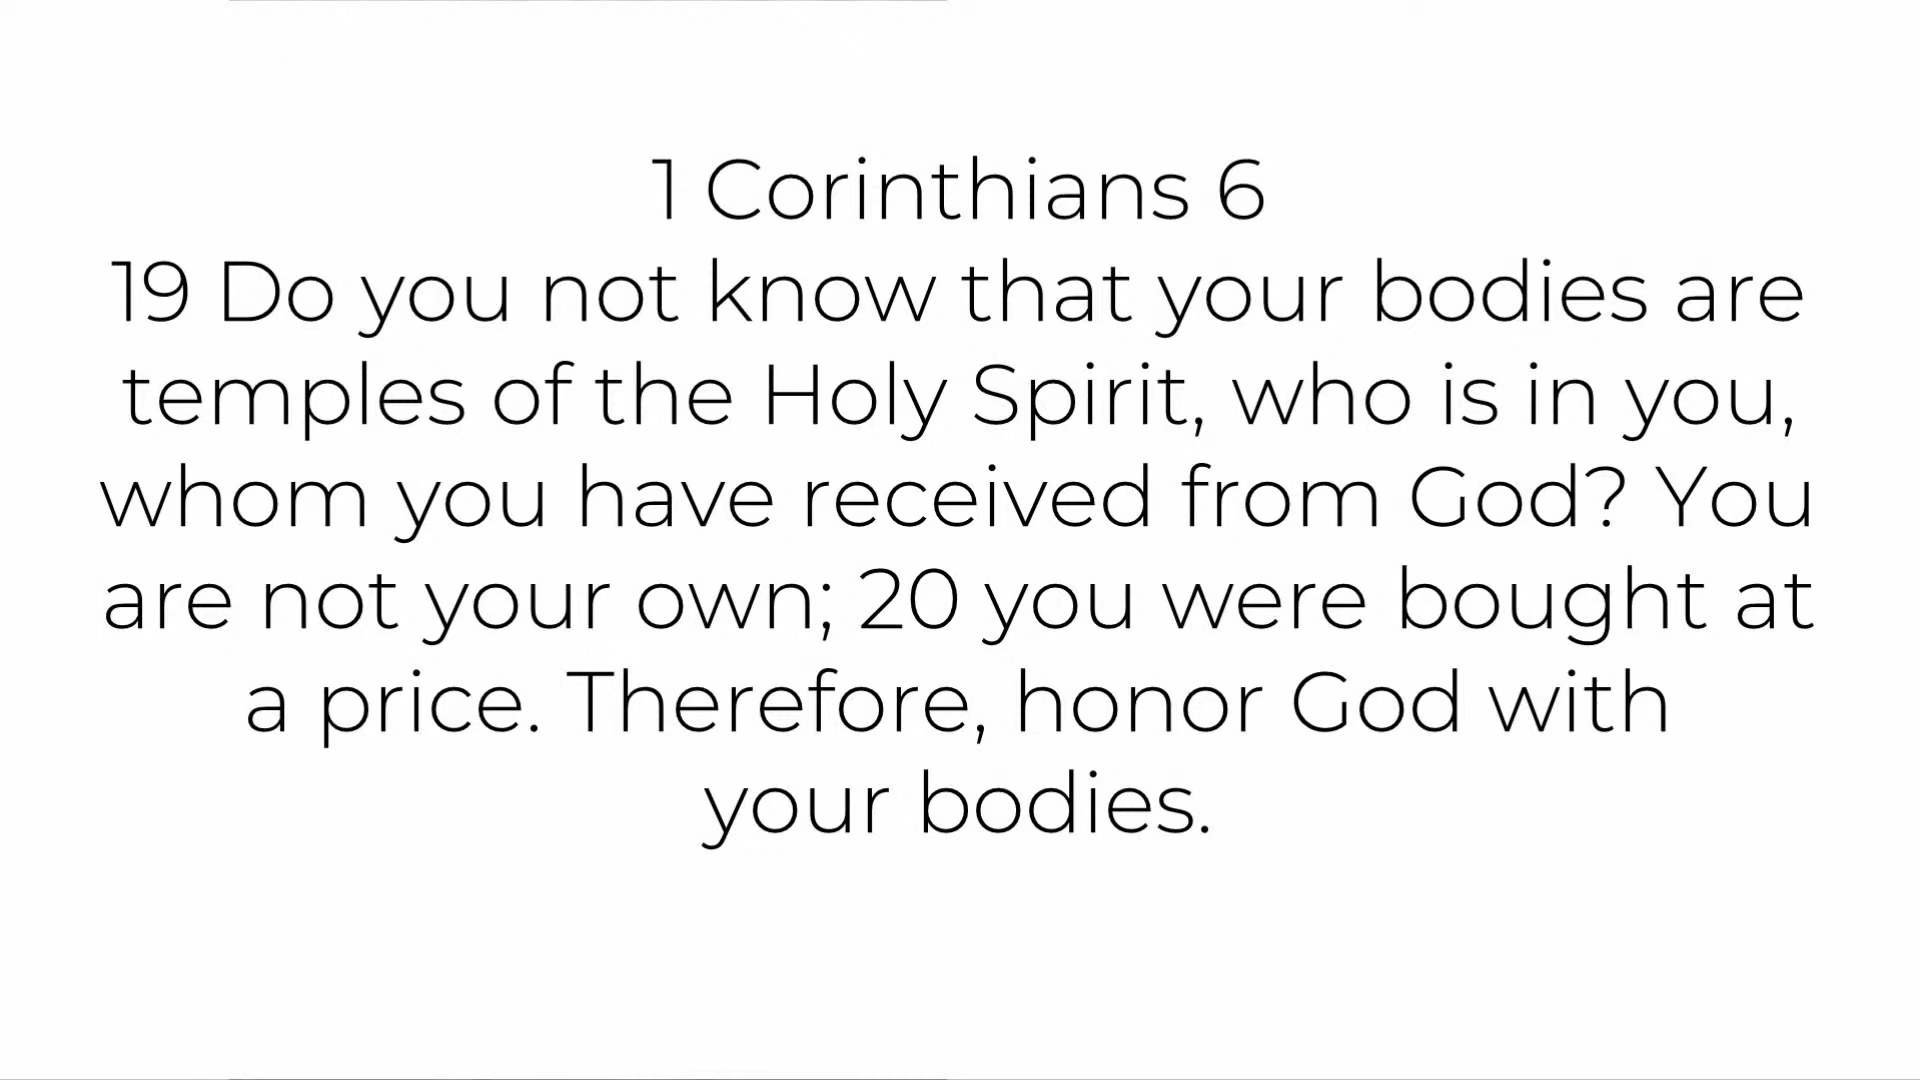 1 Corinthians 6
19 Do you not know that your bodies are
temples of the Holy Spirit, who is in you,
whom you have received from God? You
are not your own; 20 you were bought at
a price. Therefore, honor God with
your bodies.